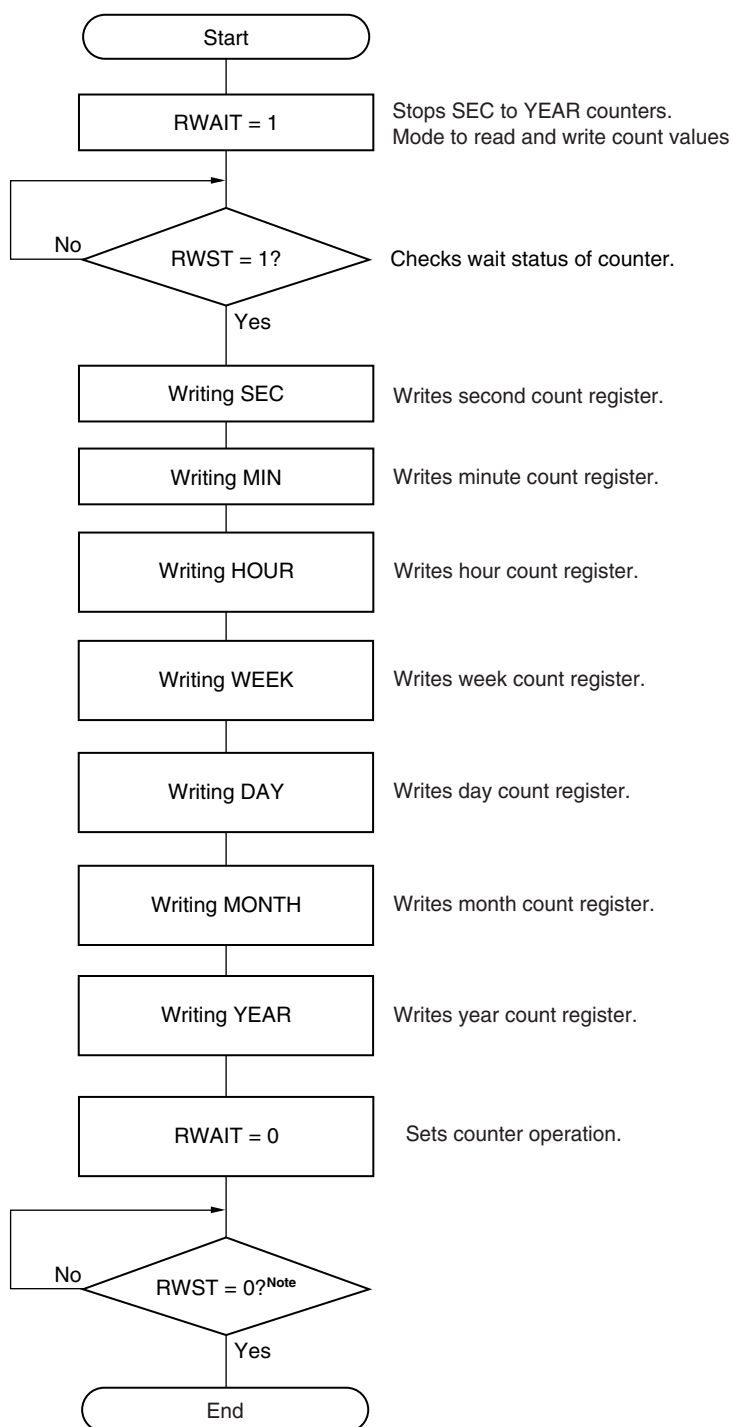 Start
RWAIT = 1
Stops SEC to YEAR counters.
Mode to read and write count values
No
RWST = 1?
Checks wait status of counter.
Yes
Writing SEC
Writes second count register.
Writing MIN
Writes minute count register.
Writing HOUR
Writes hour count register.
Writing WEEK
Writes week count register.
Writing DAY
Writes day count register.
Writing MONTH
Writes month count register.
Writing YEAR
Writes year count register.
RWAIT = 0
Sets counter operation.
No
RWST = 0?Note
Yes
End